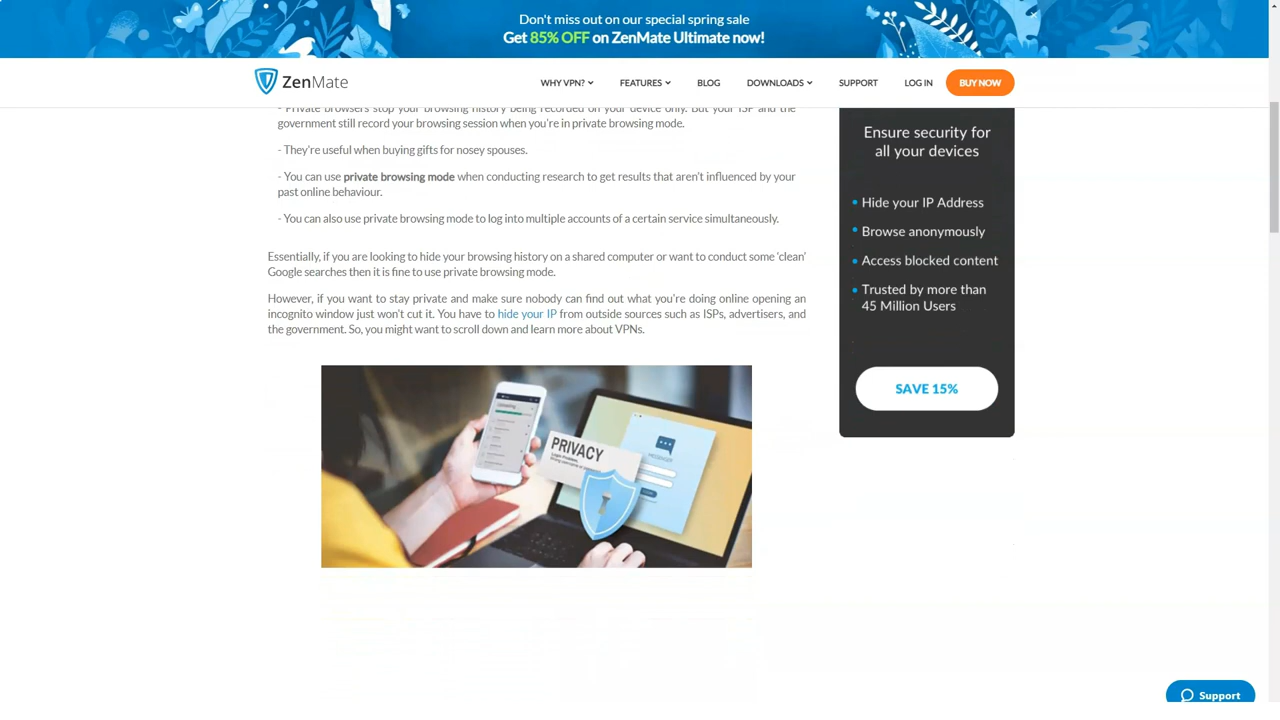 Don't miss out on our special spring sale
Get 85% OFF on ZenMate Ultimate now!
ZenMate
WHY VPN?
FEATURES
BLOG
DOWNLOADS
SUPPORT
LOG IN
BUY NOW
- Private browsers stop your browsing history being recorded on your device only. But your ISP and the
government still record your browsing session when you're in private browsing mode.
- They're useful when buying gifts for nosey spouses.
- You can use private browsing mode when conducting research to get results that aren't influenced by your
past online behaviour.
- You can also use private browsing mode to log into multiple accounts of a certain service simultaneously.
Essentially, if you are looking to hide your browsing history on a shared computer or want to conduct some 'clean'
Google searches then it is fine to use private browsing mode.
However, if you want to stay private and make sure nobody can find out what you're doing online opening an
incognito window just won't cut it. You have to hide your IP from outside sources such as ISPs, advertisers, and
the government. So, you might want to scroll down and learn more about VPNs.
Ensure security for
all your devices
Hide your IP Address
Browse anonymously
Access blocked content
Trusted by more than
45 Million Users
SAVE 15%
PRIVACY
MESSENGER
Support